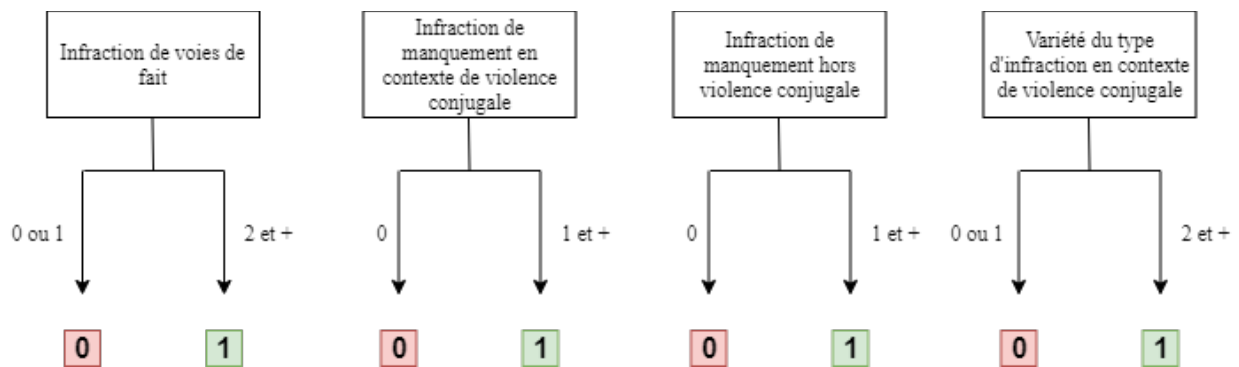 Infraction de voies de
fait
Infraction de
manquement en
contexte de violence
conjugale
Infraction de
manquement hors
violence conjugale
Variété du type
d'infraction en contexte
de violence conjugale
0 ou 1
2 et +
0
1 et +
0
1 et +
0 ou 1
2 et +
0
1
0
1
0
1
0
1